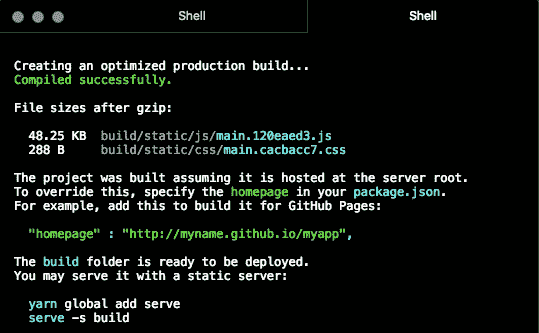 Shell Shell
Creating an optimized production build...
Compiled successfully.
File sizes after gzip:
48.25 KB build/static/js/main.120eaed3.js
288 B build/static/css/main.cacbacc7.css
The project was built assuming it is hosted at the server root.
To override this, specify the homepage in your package.json.
For example, add this to build it for GitHub Pages:
"homepage" : "http://myname.github.io/myapp",
The build folder is ready to be deployed.
You may serve it with a static server:
yarn global add serve
serve -s build